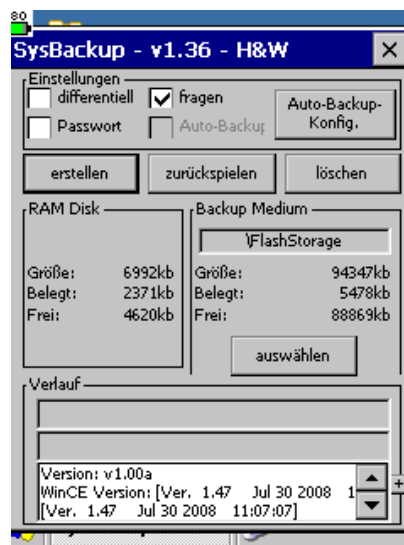 80
SysBackup - v1.36 - H&W
Einstellungen
differentiell
fragen
Passwort
Auto-Backup
Auto-Backup-
Konfig.
erstellen
zurückspielen
löschen
RAM Disk
Größe: 6992kb
Belegt: 2371kb
Frei: 4620kb
Backup Medium
\FlashStorage
Größe: 94347kb
Belegt: 5478kb
Frei: 88869kb
auswählen
Verlauf
Version: v1.00a
WinCE Version: [Ver. 1.47 Jul 30 2008 1
[Ver. 1.47 Jul 30 2008 11:07:07]